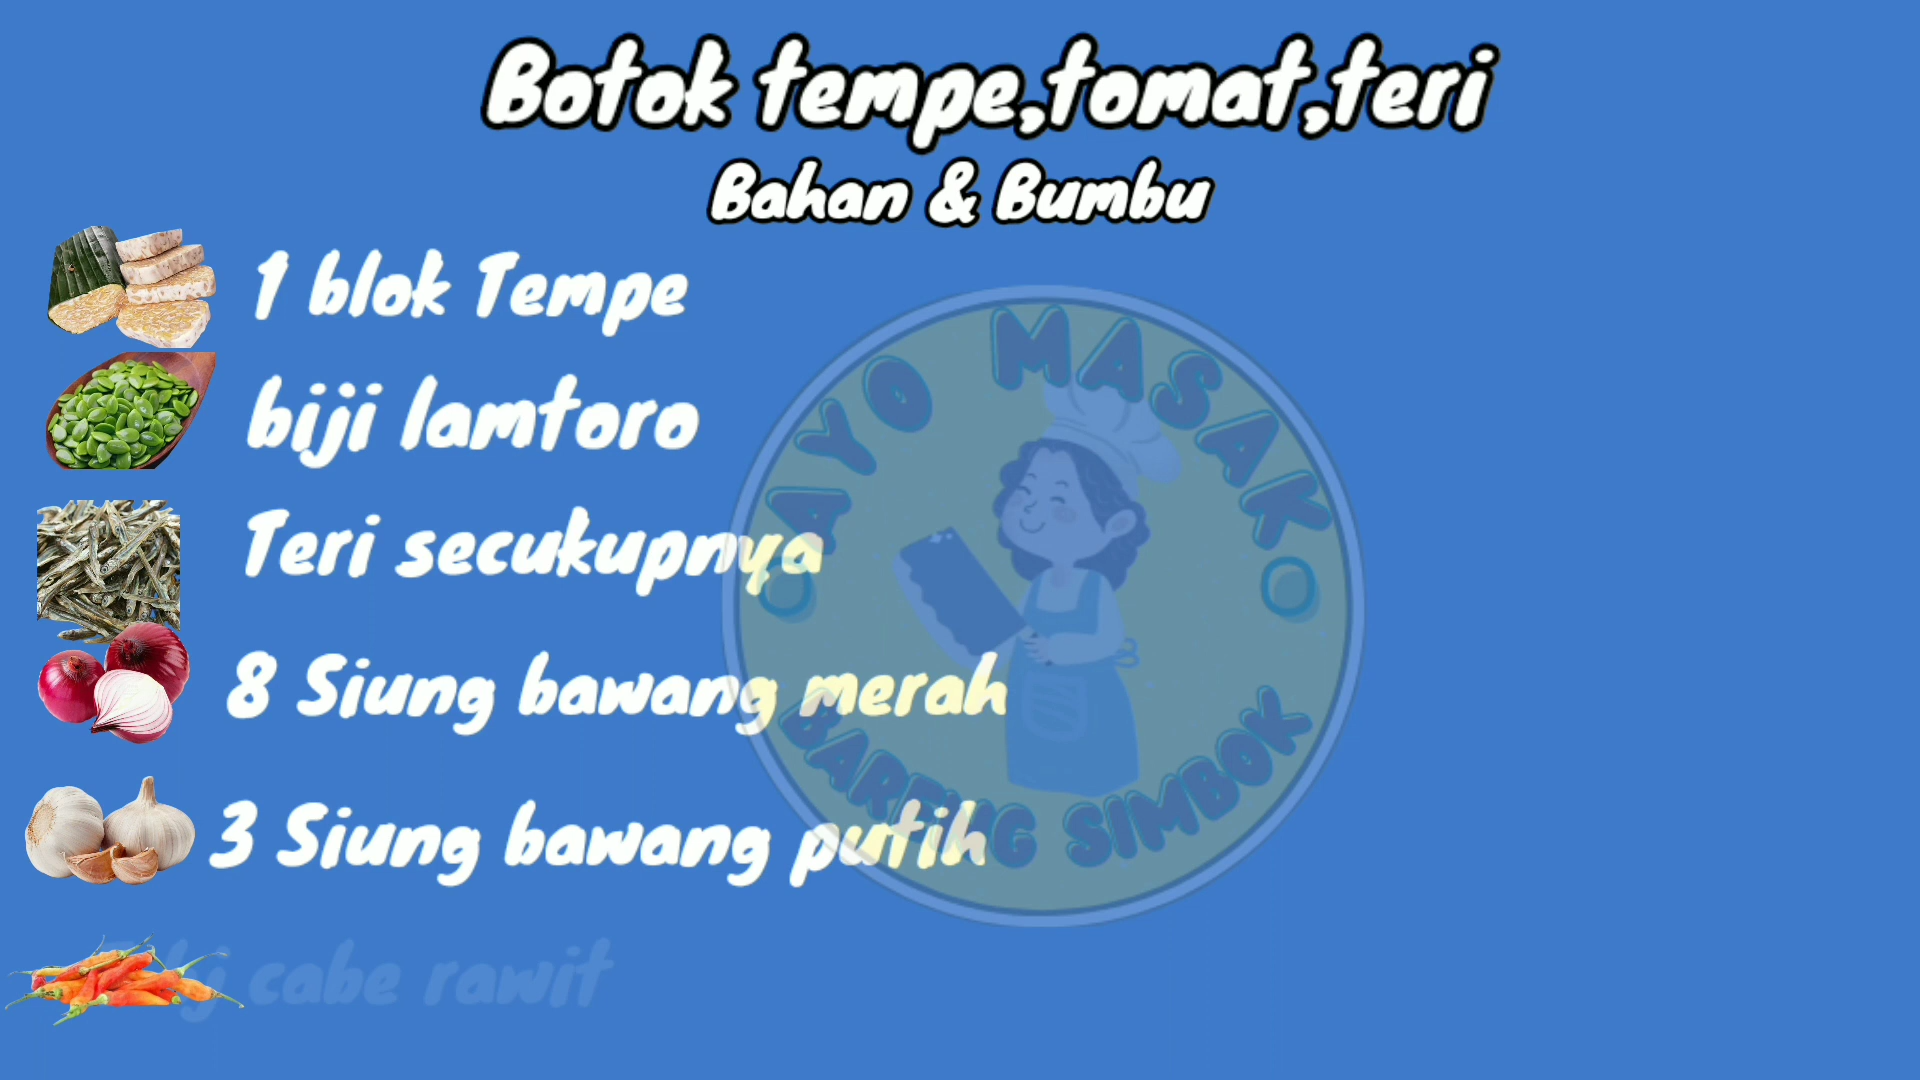 Botok tempe,tomat,teri
Bahan & Bumbu
1 blok Tempe
biji lamtoro
Teri secukupnya
8 Siung bawang merah
3 Siung bawang putih
cabe rawit
AYO MASAK
BARENG SIMBOK